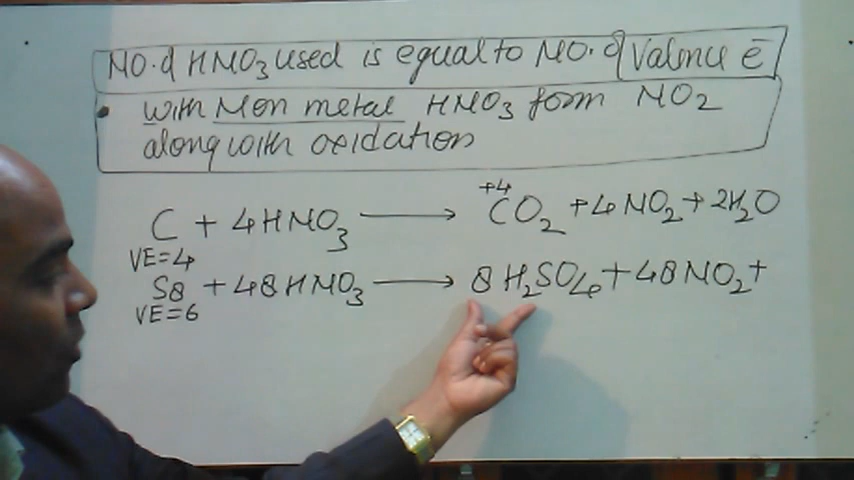 NO. of HNO₃ used is equal to NO. of Valence e⁻
• with Non metal HNO₃ form NO₂
along with oxidation
C + 4HNO₃ ⟶ +4 CO₂ + 4NO₂ + 2H₂O
VE=4
S8 + 48HNO₃ ⟶ 8H₂SO₄ + 48NO₂ +
VE=6